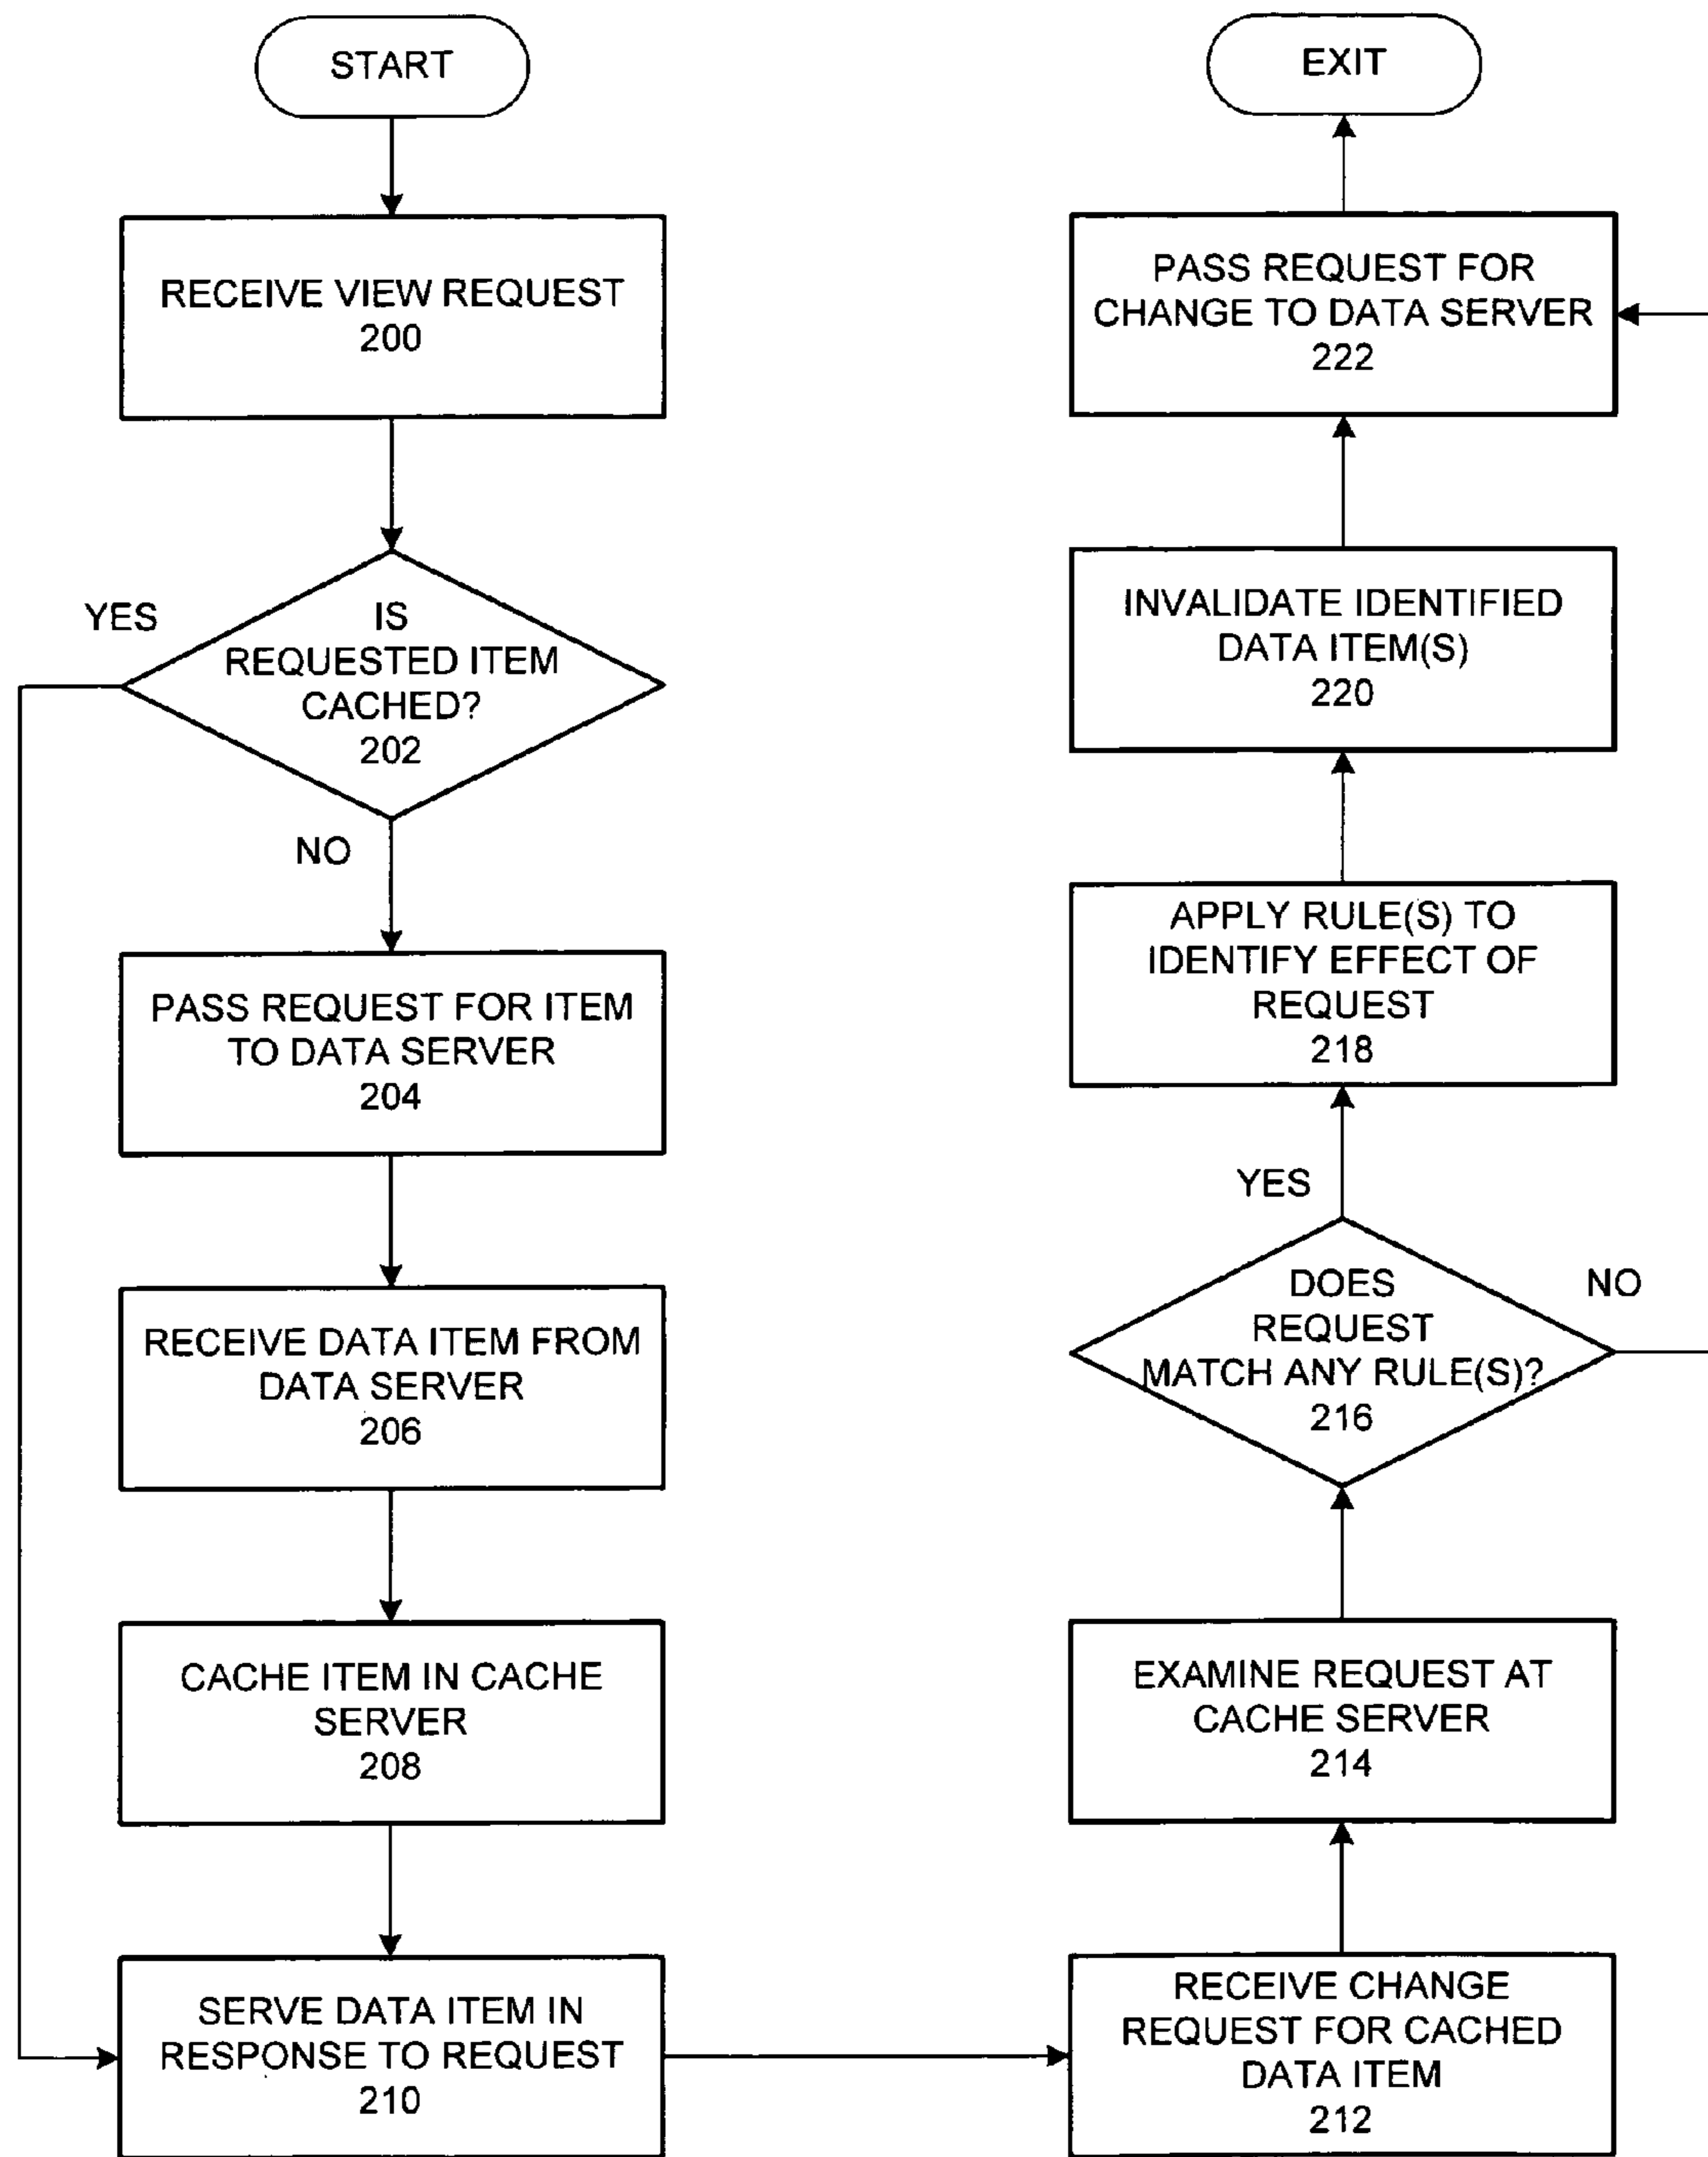 START
RECEIVE VIEW REQUEST
200
YES
IS
REQUESTED ITEM
CACHED?
202
NO
PASS REQUEST FOR ITEM
TO DATA SERVER
204
RECEIVE DATA ITEM FROM
DATA SERVER
206
CACHE ITEM IN CACHE
SERVER
208
SERVE DATA ITEM IN
RESPONSE TO REQUEST
210
EXIT
PASS REQUEST FOR
CHANGE TO DATA SERVER
222
INVALIDATE IDENTIFIED
DATA ITEM(S)
220
APPLY RULE(S) TO
IDENTIFY EFFECT OF
REQUEST
218
YES
DOES
REQUEST
MATCH ANY RULE(S)?
216
NO
EXAMINE REQUEST AT
CACHE SERVER
214
RECEIVE CHANGE
REQUEST FOR CACHED
DATA ITEM
212